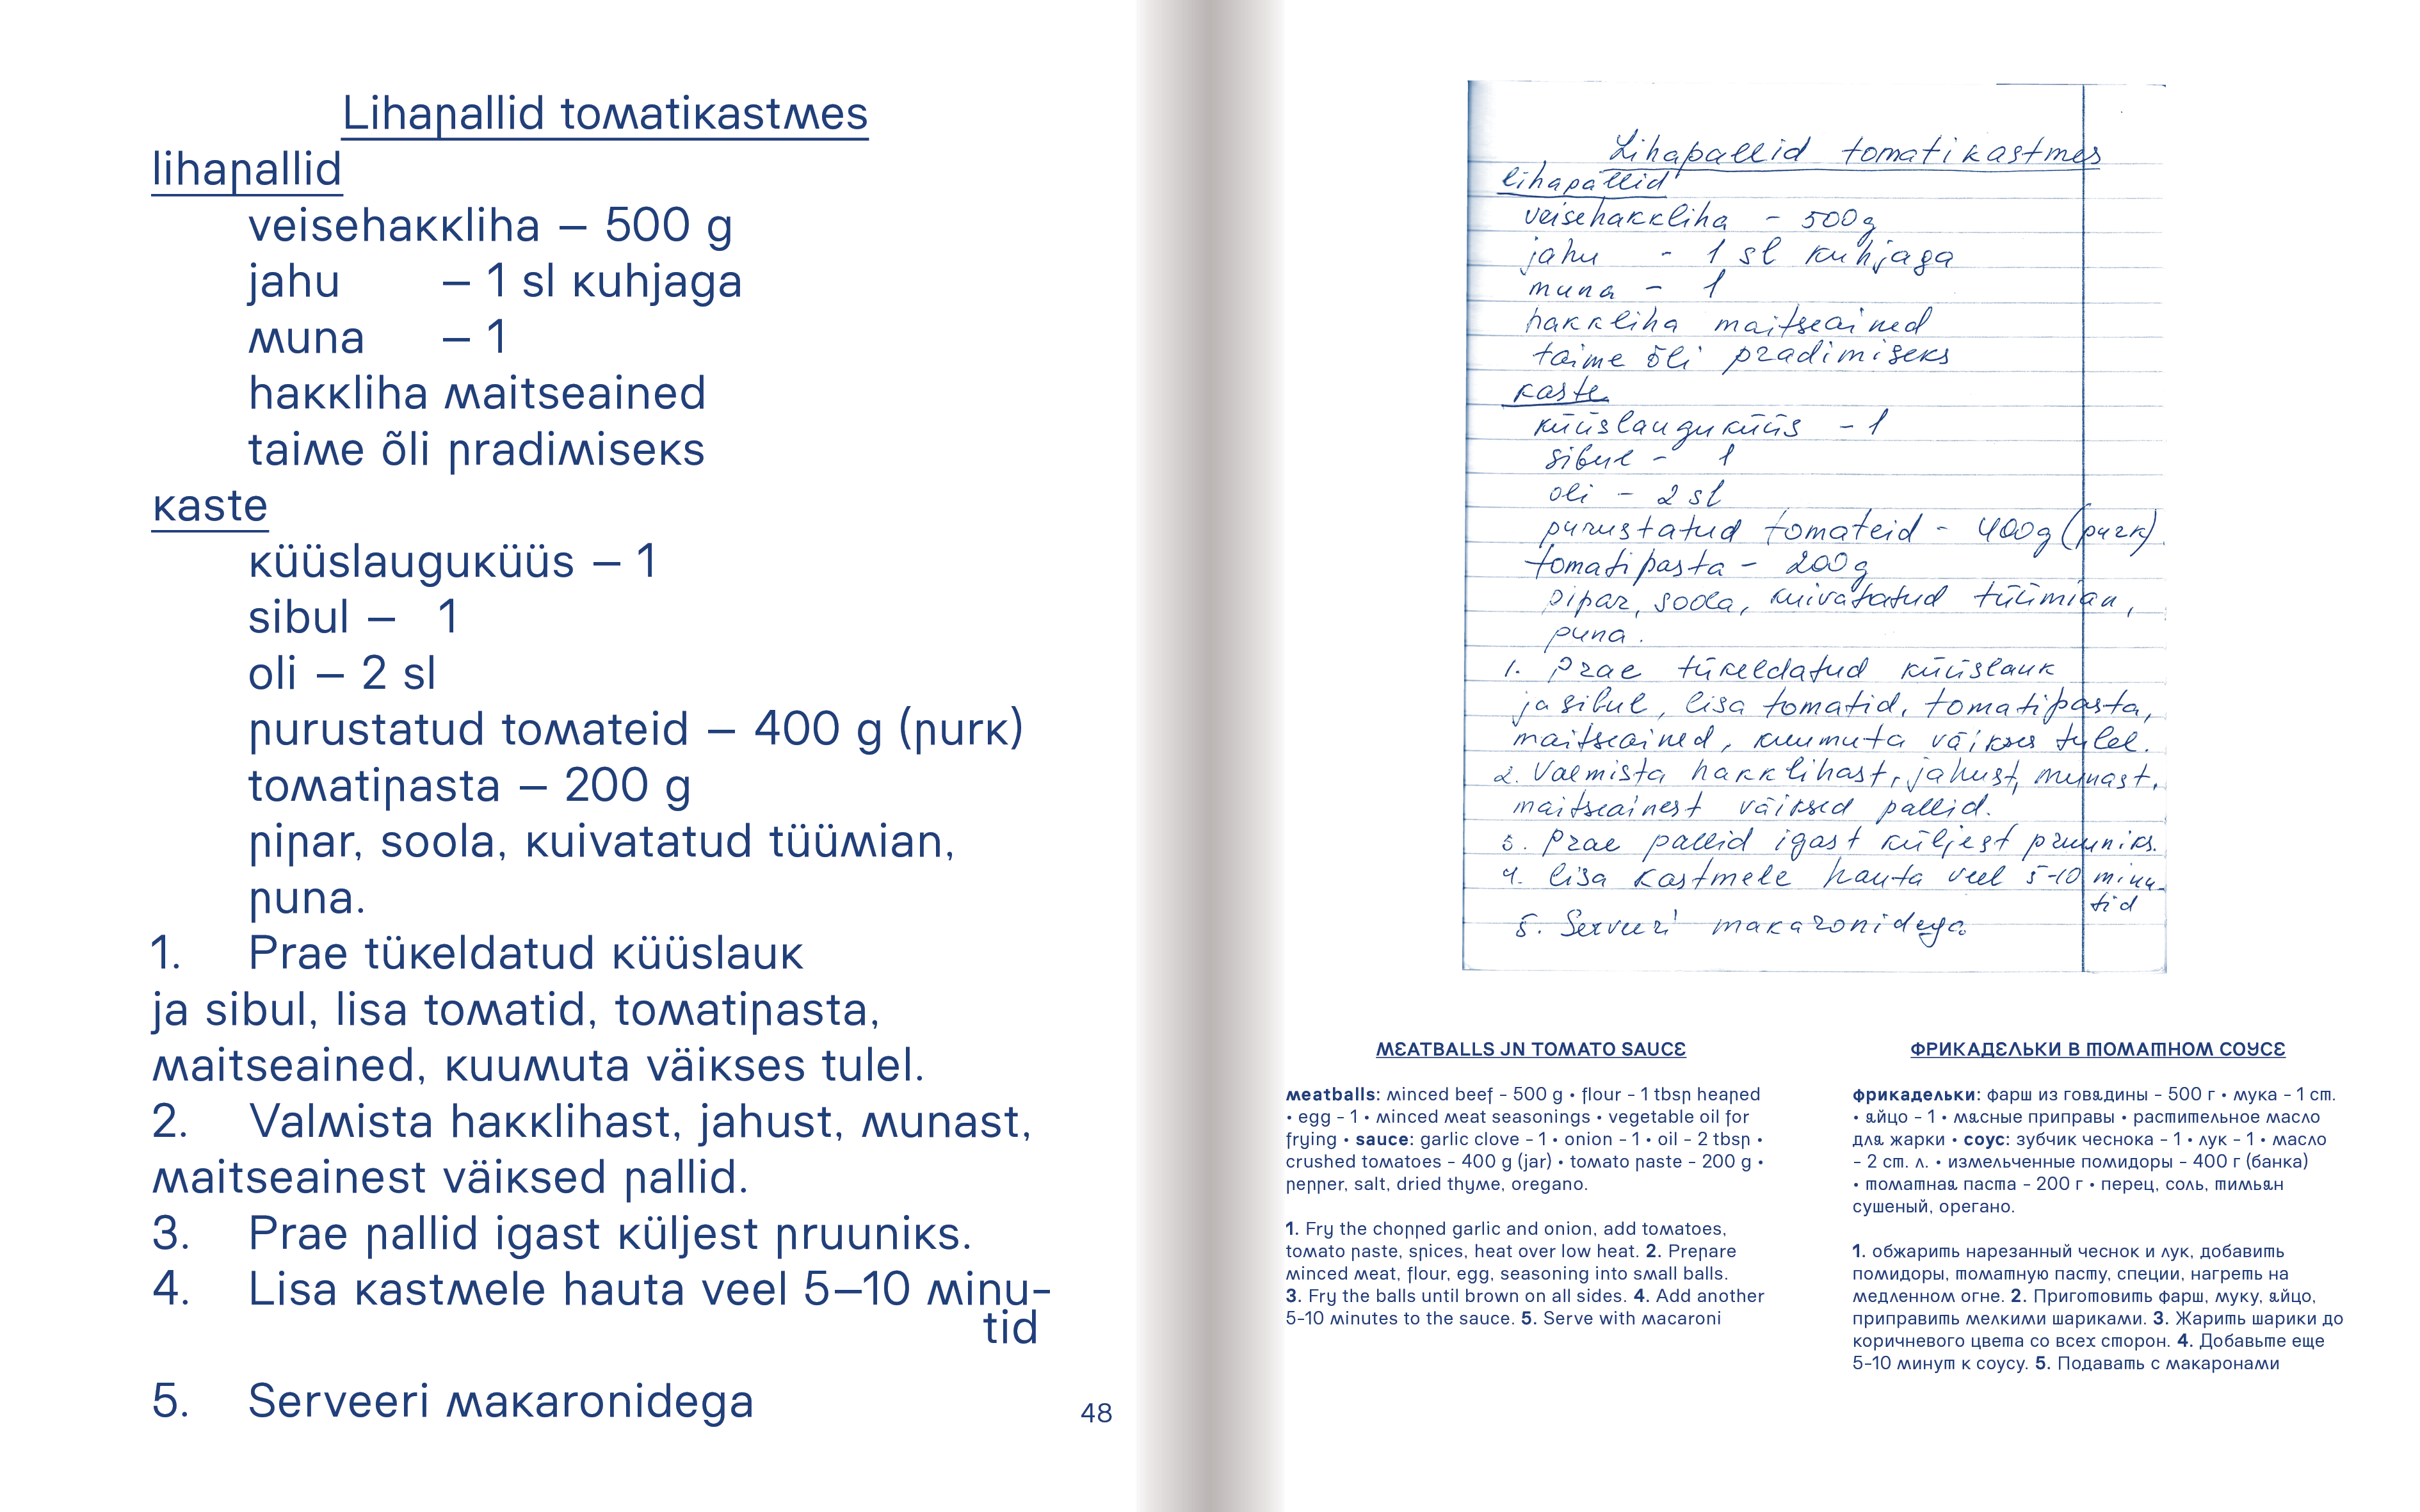 Lihapallid tomatikastmes
lihapallid
veisehakkliha – 500 g
jahu – 1 sl kuhjaga
muna – 1
hakkliha maitseained
taime õli pradimiseks
kaste
küüslauguküüs – 1
sibul – 1
oli – 2 sl
purustatud tomateid – 400 g (purk)
tomatipasta – 200 g
pipar, soola, kuivatatud tüümian,
puna.
1. Prae tükeldatud küüslauk
ja sibul, lisa tomatid, tomatipasta,
maitseained, kuumuta väikses tulel.
2. Valmista hakklihast, jahust, munast,
maitseainest väiksed pallid.
3. Prae pallid igast küljest pruuniks.
4. Lisa kastmele hauta veel 5–10 minu-
tid
5. Serveeri makaronidega
48
Lihapallid tomatikastmes
lihapallid
veisehakkliha - 500g
jahu - 1 sl kuhjaga
muna - 1
hakkliha maitseained
taime õli pradimiseks
kaste
küüslauguküüs - 1
sibul - 1
oli - 2 sl
purustatud tomateid - 400g (purk)
tomatipasta - 200g
pipar, soola, kuivatatud tüümian,
puna.
1. Prae tükeldatud küüslauk
ja sibul, lisa tomatid, tomatipasta,
maitseained, kuumuta väikses tulel.
2. Valmista hakklihast, jahust, munast,
maitseainest väiksed pallid.
3. Prae pallid igast küljest pruuniks.
4. lisa kastmele hauta veel 5-10 minu-
tid
5. Serveeri makaronidega
MEATBALLS JN TOMATO SAUCE
meatballs: minced beef - 500 g • flour - 1 tbsp heaped
• egg - 1 • minced meat seasonings • vegetable oil for
frying • sauce: garlic clove - 1 • onion - 1 • oil - 2 tbsp •
crushed tomatoes - 400 g (jar) • tomato paste - 200 g •
pepper, salt, dried thyme, oregano.
1. Fry the chopped garlic and onion, add tomatoes,
tomato paste, spices, heat over low heat. 2. Prepare
minced meat, flour, egg, seasoning into small balls.
3. Fry the balls until brown on all sides. 4. Add another
5-10 minutes to the sauce. 5. Serve with macaroni
ФРИКАДЕЛЬКИ В ТОМАТНОМ СОУСЕ
фрикадельки: фарш из говядины - 500 г • мука - 1 ст.
• яйцо - 1 • мясные приправы • растительное масло
для жарки • соус: зубчик чеснока - 1 • лук - 1 • масло
- 2 ст. л. • измельченные помидоры - 400 г (банка)
• томатная паста - 200 г • перец, соль, тимьян
сушеный, орегано.
1. обжарить нарезанный чеснок и лук, добавить
помидоры, томатную пасту, специи, нагреть на
медленном огне. 2. Приготовить фарш, муку, яйцо,
приправить мелкими шариками. 3. Жарить шарики до
коричневого цвета со всех сторон. 4. Добавьте еще
5-10 минут к соусу. 5. Подавать с макаронами